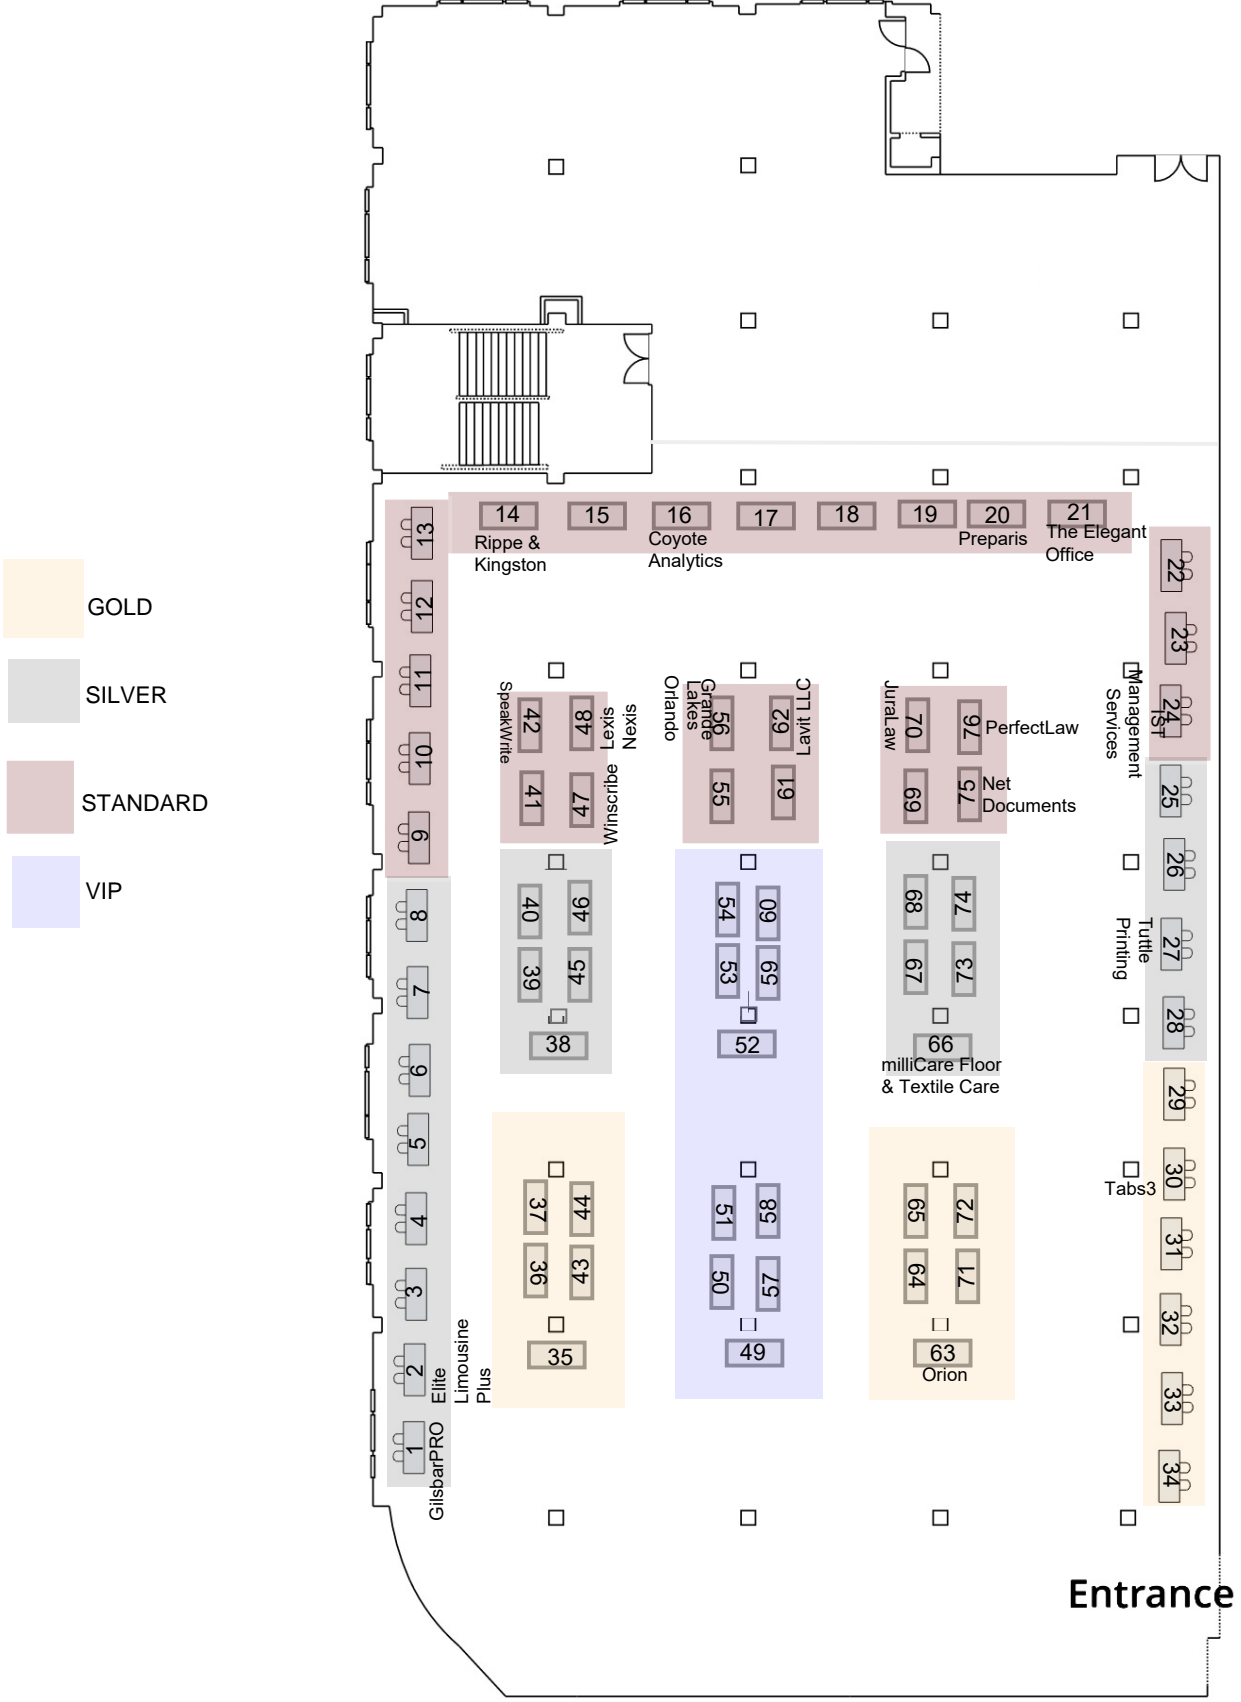 14
15
16
17
18
19
20
21
Rippe &
Kingston
Coyote
Analytics
Preparis
The Elegant
Office
13
12
11
10
9
8
7
6
5
4
3
2
1
Elite
Limousine
Plus
GilsbarPRO
GOLD
SILVER
STANDARD
VIP
SpeakWrite
42
48
Lexis
Nexis
41
47
Winscribe
40
46
39
45
38
37
44
36
43
35
Orlando
Lakes
Grande
56
62
Lavit LLC
55
61
54
60
53
59
52
51
58
50
57
49
JuraLaw
70
76
PerfectLaw
69
75
Net
Documents
68
74
67
73
66
milliCare Floor
& Textile Care
65
72
64
71
63
Orion
22
23
24
IST
Management
Services
25
26
27
Tuttle
Printing
28
29
30
Tabs3
31
32
33
34
Entrance